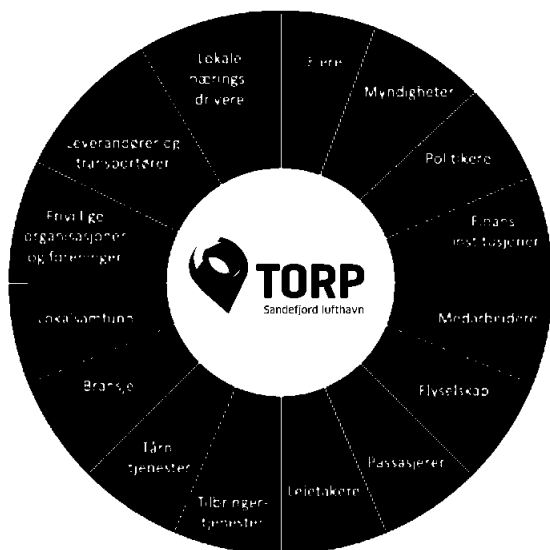 Eiere
Myndigheter
Politikere
Finans
institusjoner
Medarbeidere
Flyselskap
Passasjerer
Leietakere
Tilbringer-
tjenester
Tårn
tjenester
Bransje
Lokalsamfunn
Frivillige
organisasjoner
og foreninger
Leverandører og
transportører
Lokale
nærings
drivere
TORP
Sandefjord lufthavn